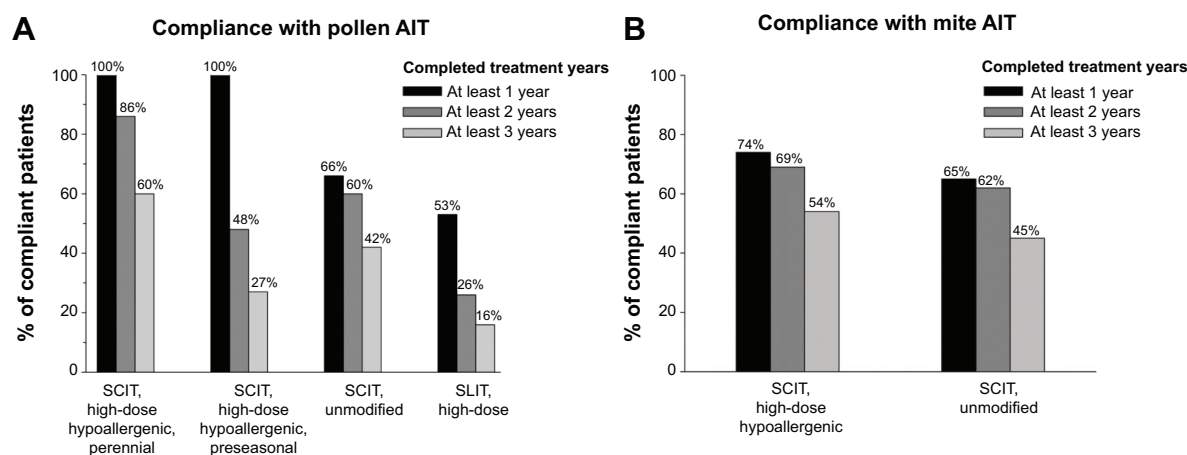 A
Compliance with pollen AIT
Completed treatment years
At least 1 year
At least 2 years
At least 3 years
% of compliant patients
100
80
60
40
20
0
100%
86%
60%
100%
48%
27%
66%
60%
42%
53%
26%
16%
SCIT,
high-dose
hypoallergenic,
perennial
SCIT,
high-dose
hypoallergenic,
preseasonal
SCIT,
unmodified
SLIT,
high-dose
B
Compliance with mite AIT
Completed treatment years
At least 1 year
At least 2 years
At least 3 years
% of compliant patients
100
80
60
40
20
0
74%
69%
54%
65%
62%
45%
SCIT,
high-dose
hypoallergenic
SCIT,
unmodified